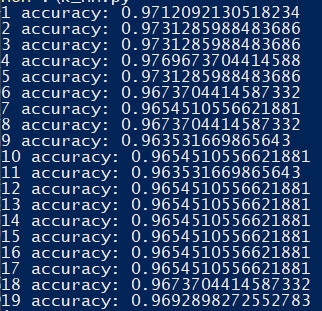 1 accuracy: 0.9712092130518234
2 accuracy: 0.9731285988483686
3 accuracy: 0.9731285988483686
4 accuracy: 0.9769673704414588
5 accuracy: 0.9731285988483686
6 accuracy: 0.9673704414587332
7 accuracy: 0.9654510556621881
8 accuracy: 0.9673704414587332
9 accuracy: 0.963531669865643
10 accuracy: 0.9654510556621881
11 accuracy: 0.963531669865643
12 accuracy: 0.9654510556621881
13 accuracy: 0.9654510556621881
14 accuracy: 0.9654510556621881
15 accuracy: 0.9654510556621881
16 accuracy: 0.9654510556621881
17 accuracy: 0.9654510556621881
18 accuracy: 0.9673704414587332
19 accuracy: 0.9692898272552783